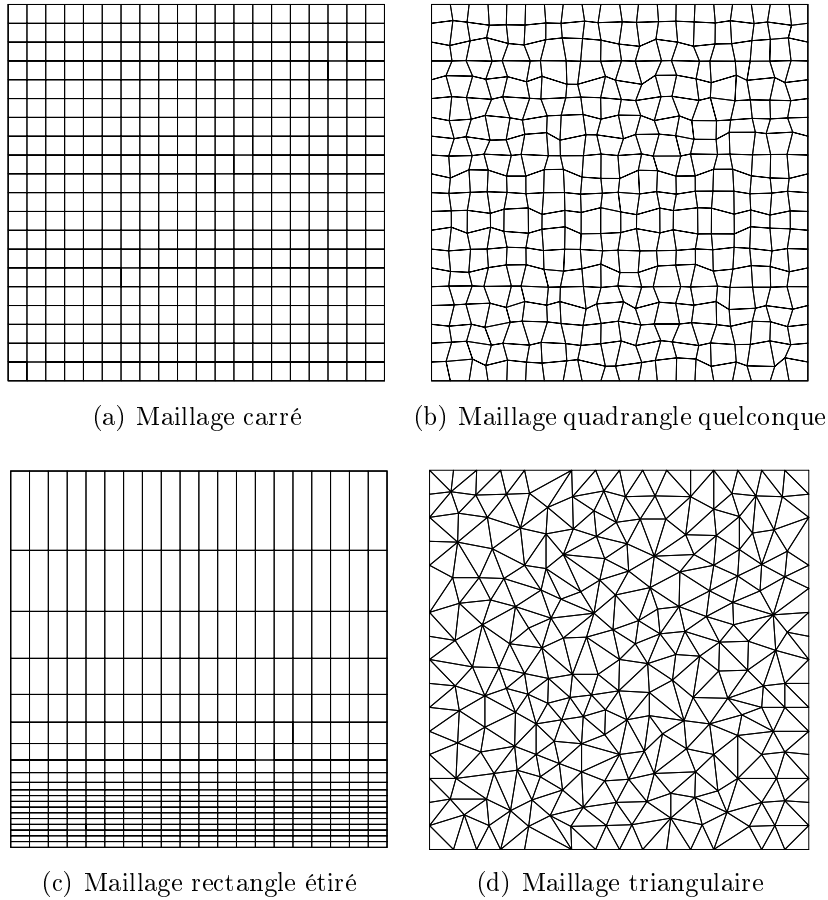 (a) Maillage carré
(b) Maillage quadrangle quelconque
(c) Maillage rectangle étiré
(d) Maillage triangulaire